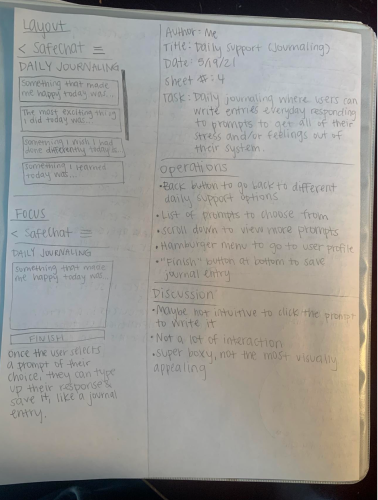 Layout
< Safechat ≡
DAILY JOURNALING
Something that made
me happy today was...
The most exciting thing
I did today was...
Something I wish I had
done differently today is...
Something I learned
today was...
FOCUS
< Safechat ≡
DAILY JOURNALING
Something that made
me happy today was...
FINISH
Once the user selects
a prompt of their
choice, they can type
up their response &
save it, like a journal
entry.
Author: Me
Title: Daily Support (Journaling)
Date: 5/19/21
Sheet #: 4
Task: Daily journaling where users can
write entries everyday responding
to prompts to get all of their
stress and/or feelings out of
their system.
Operations
• Back button to go back to different
daily support options
• List of prompts to choose from
• Scroll down to view more prompts
• Hamburger menu to go to user profile
• "Finish" button at bottom to save
journal entry
Discussion
• Maybe not intuitive to click the prompt
to write it
• Not a lot of interaction
• super boxy, not the most visually
appealing